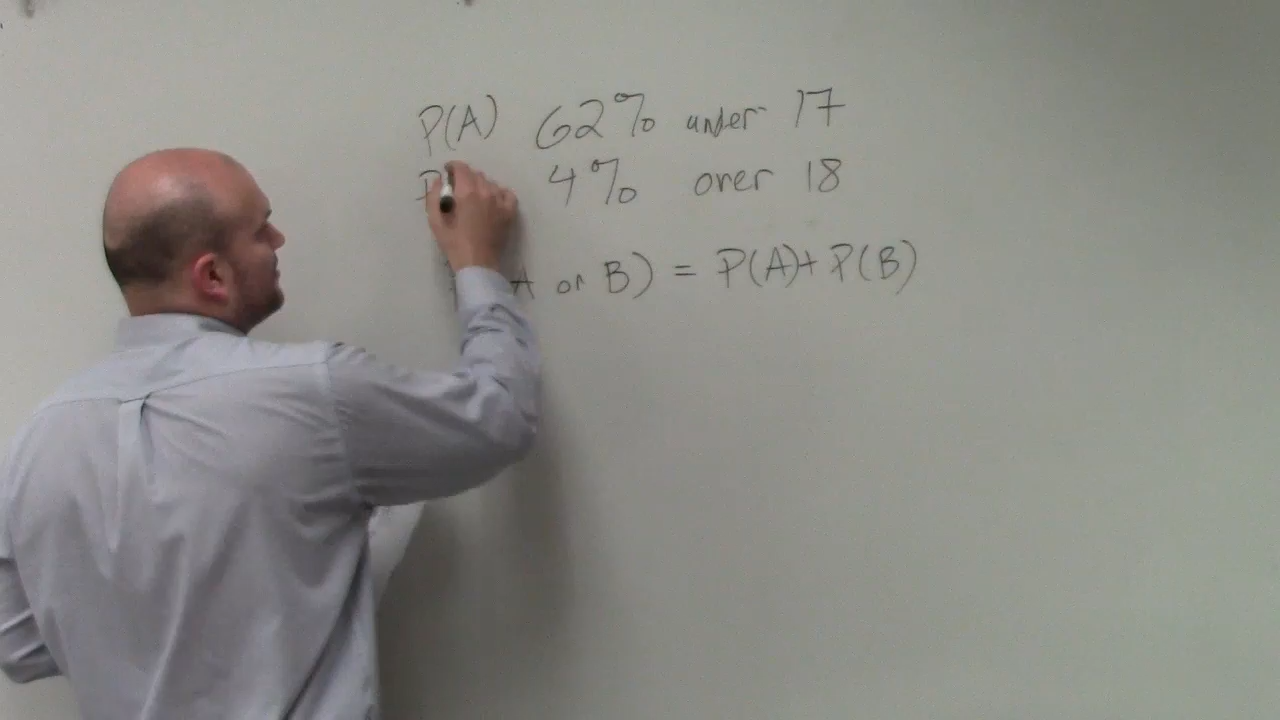 P(A) 62% under 17
P 4% over 18
A or B) = P(A)+ P(B)